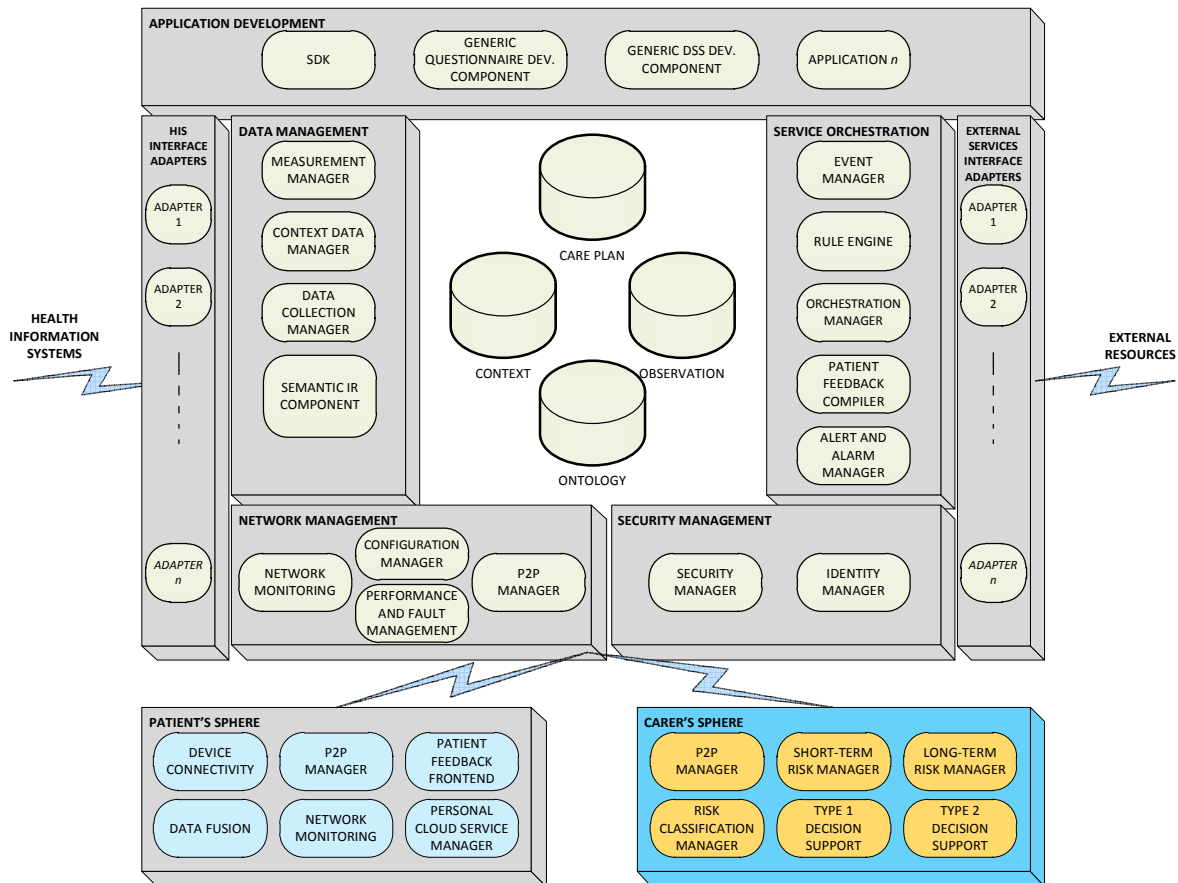 APPLICATION DEVELOPMENT
SDK
GENERIC
QUESTIONNAIRE DEV.
COMPONENT
GENERIC DSS DEV.
COMPONENT
APPLICATION n
HIS
INTERFACE
ADAPTERS
ADAPTER
1
ADAPTER
2
ADAPTER
n
DATA MANAGEMENT
MEASUREMENT
MANAGER
CONTEXT DATA
MANAGER
DATA
COLLECTION
MANAGER
SEMANTIC IR
COMPONENT
CARE PLAN
CONTEXT
OBSERVATION
ONTOLOGY
SERVICE ORCHESTRATION
EVENT
MANAGER
RULE ENGINE
ORCHESTRATION
MANAGER
PATIENT
FEEDBACK
COMPILER
ALERT AND
ALARM
MANAGER
EXTERNAL
SERVICES
INTERFACE
ADAPTERS
ADAPTER
1
ADAPTER
2
ADAPTER
n
HEALTH
INFORMATION
SYSTEMS
EXTERNAL
RESOURCES
NETWORK MANAGEMENT
NETWORK
MONITORING
CONFIGURATION
MANAGER
PERFORMANCE
AND FAULT
MANAGEMENT
P2P
MANAGER
SECURITY MANAGEMENT
SECURITY
MANAGER
IDENTITY
MANAGER
PATIENT'S SPHERE
DEVICE
CONNECTIVITY
P2P
MANAGER
PATIENT
FEEDBACK
FRONTEND
DATA FUSION
NETWORK
MONITORING
PERSONAL
CLOUD SERVICE
MANAGER
CARER'S SPHERE
P2P
MANAGER
SHORT-TERM
RISK MANAGER
LONG-TERM
RISK MANAGER
RISK
CLASSIFICATION
MANAGER
TYPE 1
DECISION
SUPPORT
TYPE 2
DECISION
SUPPORT